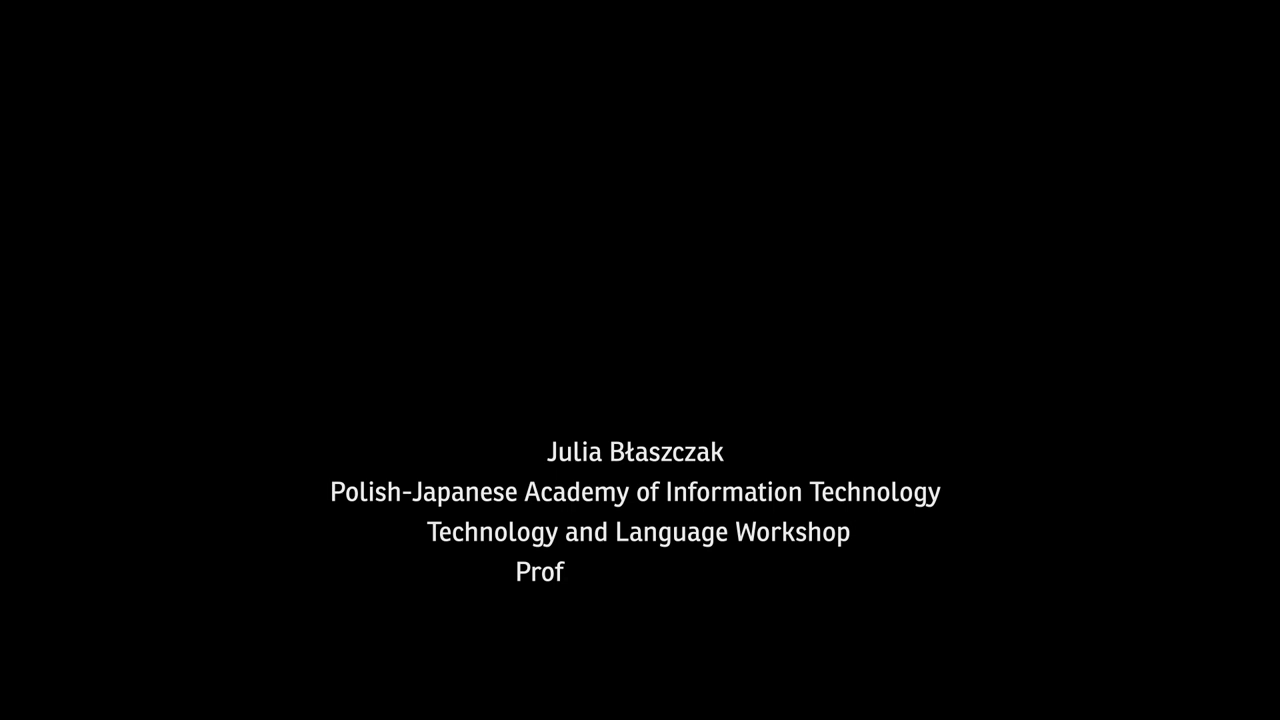 Julia Błaszczak
Polish-Japanese Academy of Information Technology
Technology and Language Workshop
Prof